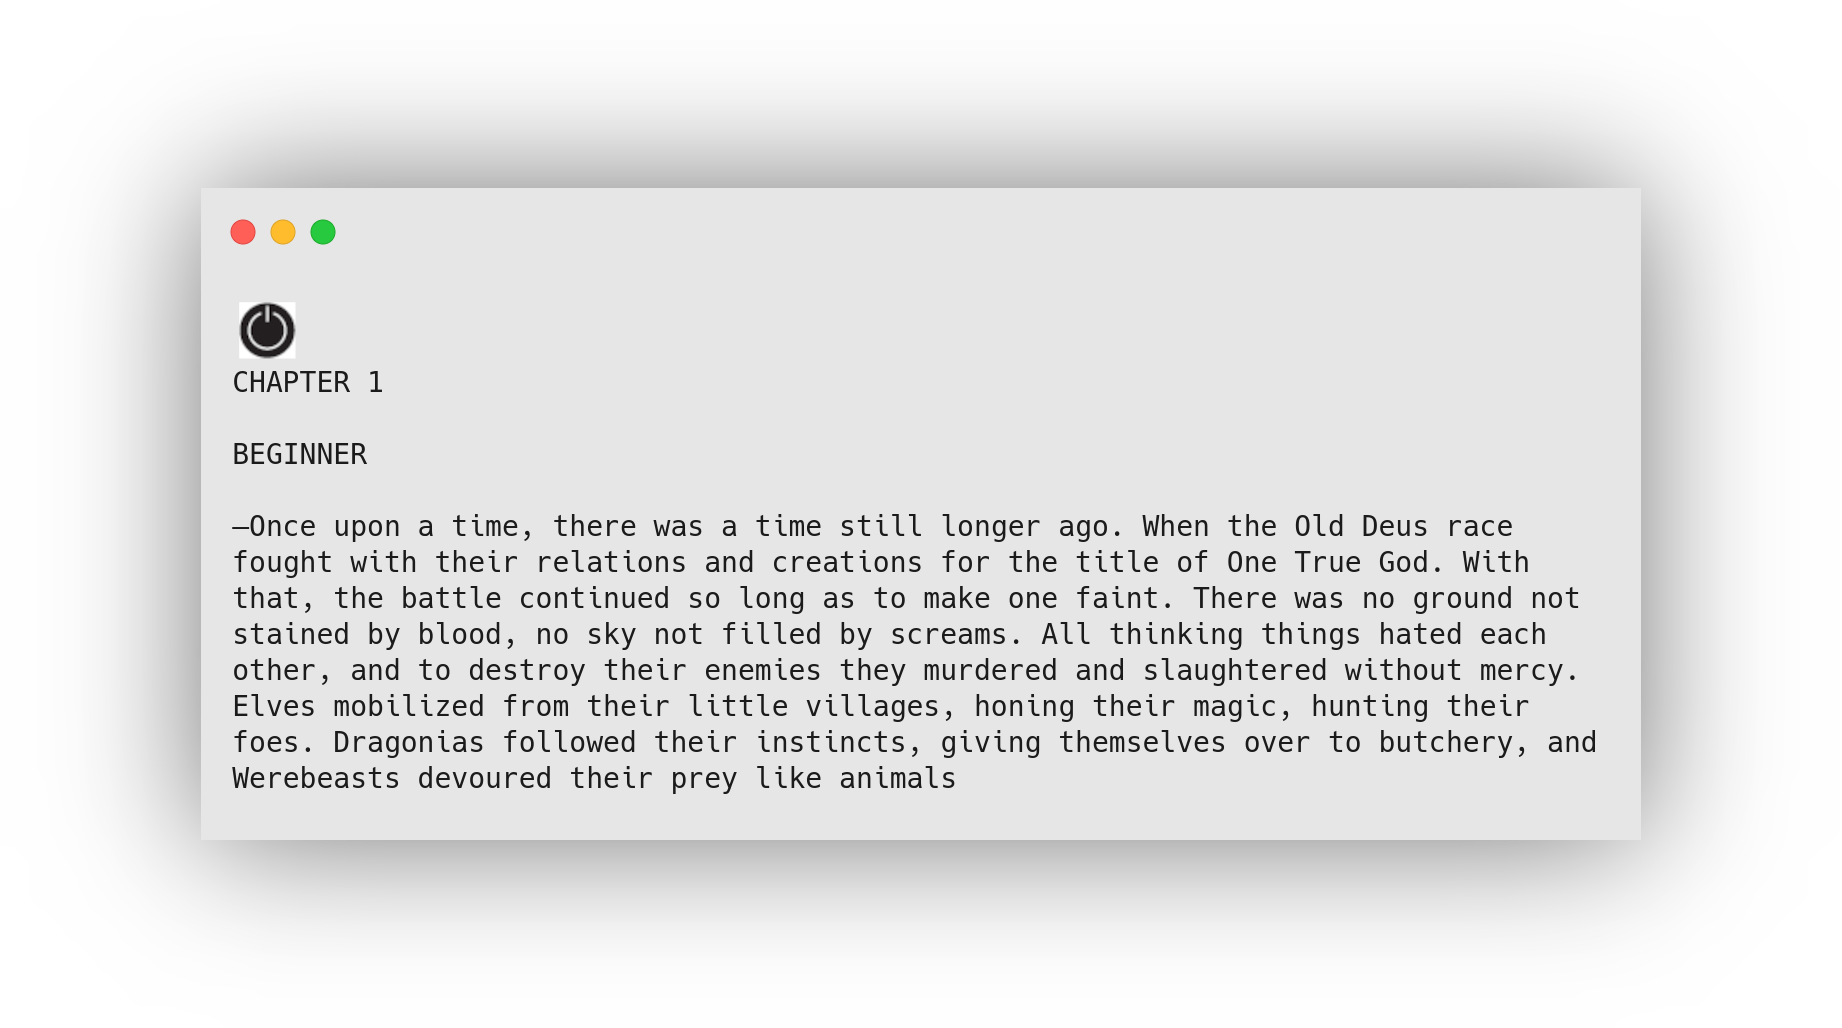 CHAPTER 1
BEGINNER
—Once upon a time, there was a time still longer ago. When the Old Deus race
fought with their relations and creations for the title of One True God. With
that, the battle continued so long as to make one faint. There was no ground not
stained by blood, no sky not filled by screams. All thinking things hated each
other, and to destroy their enemies they murdered and slaughtered without mercy.
Elves mobilized from their little villages, honing their magic, hunting their
foes. Dragonias followed their instincts, giving themselves over to butchery, and
Werebeasts devoured their prey like animals